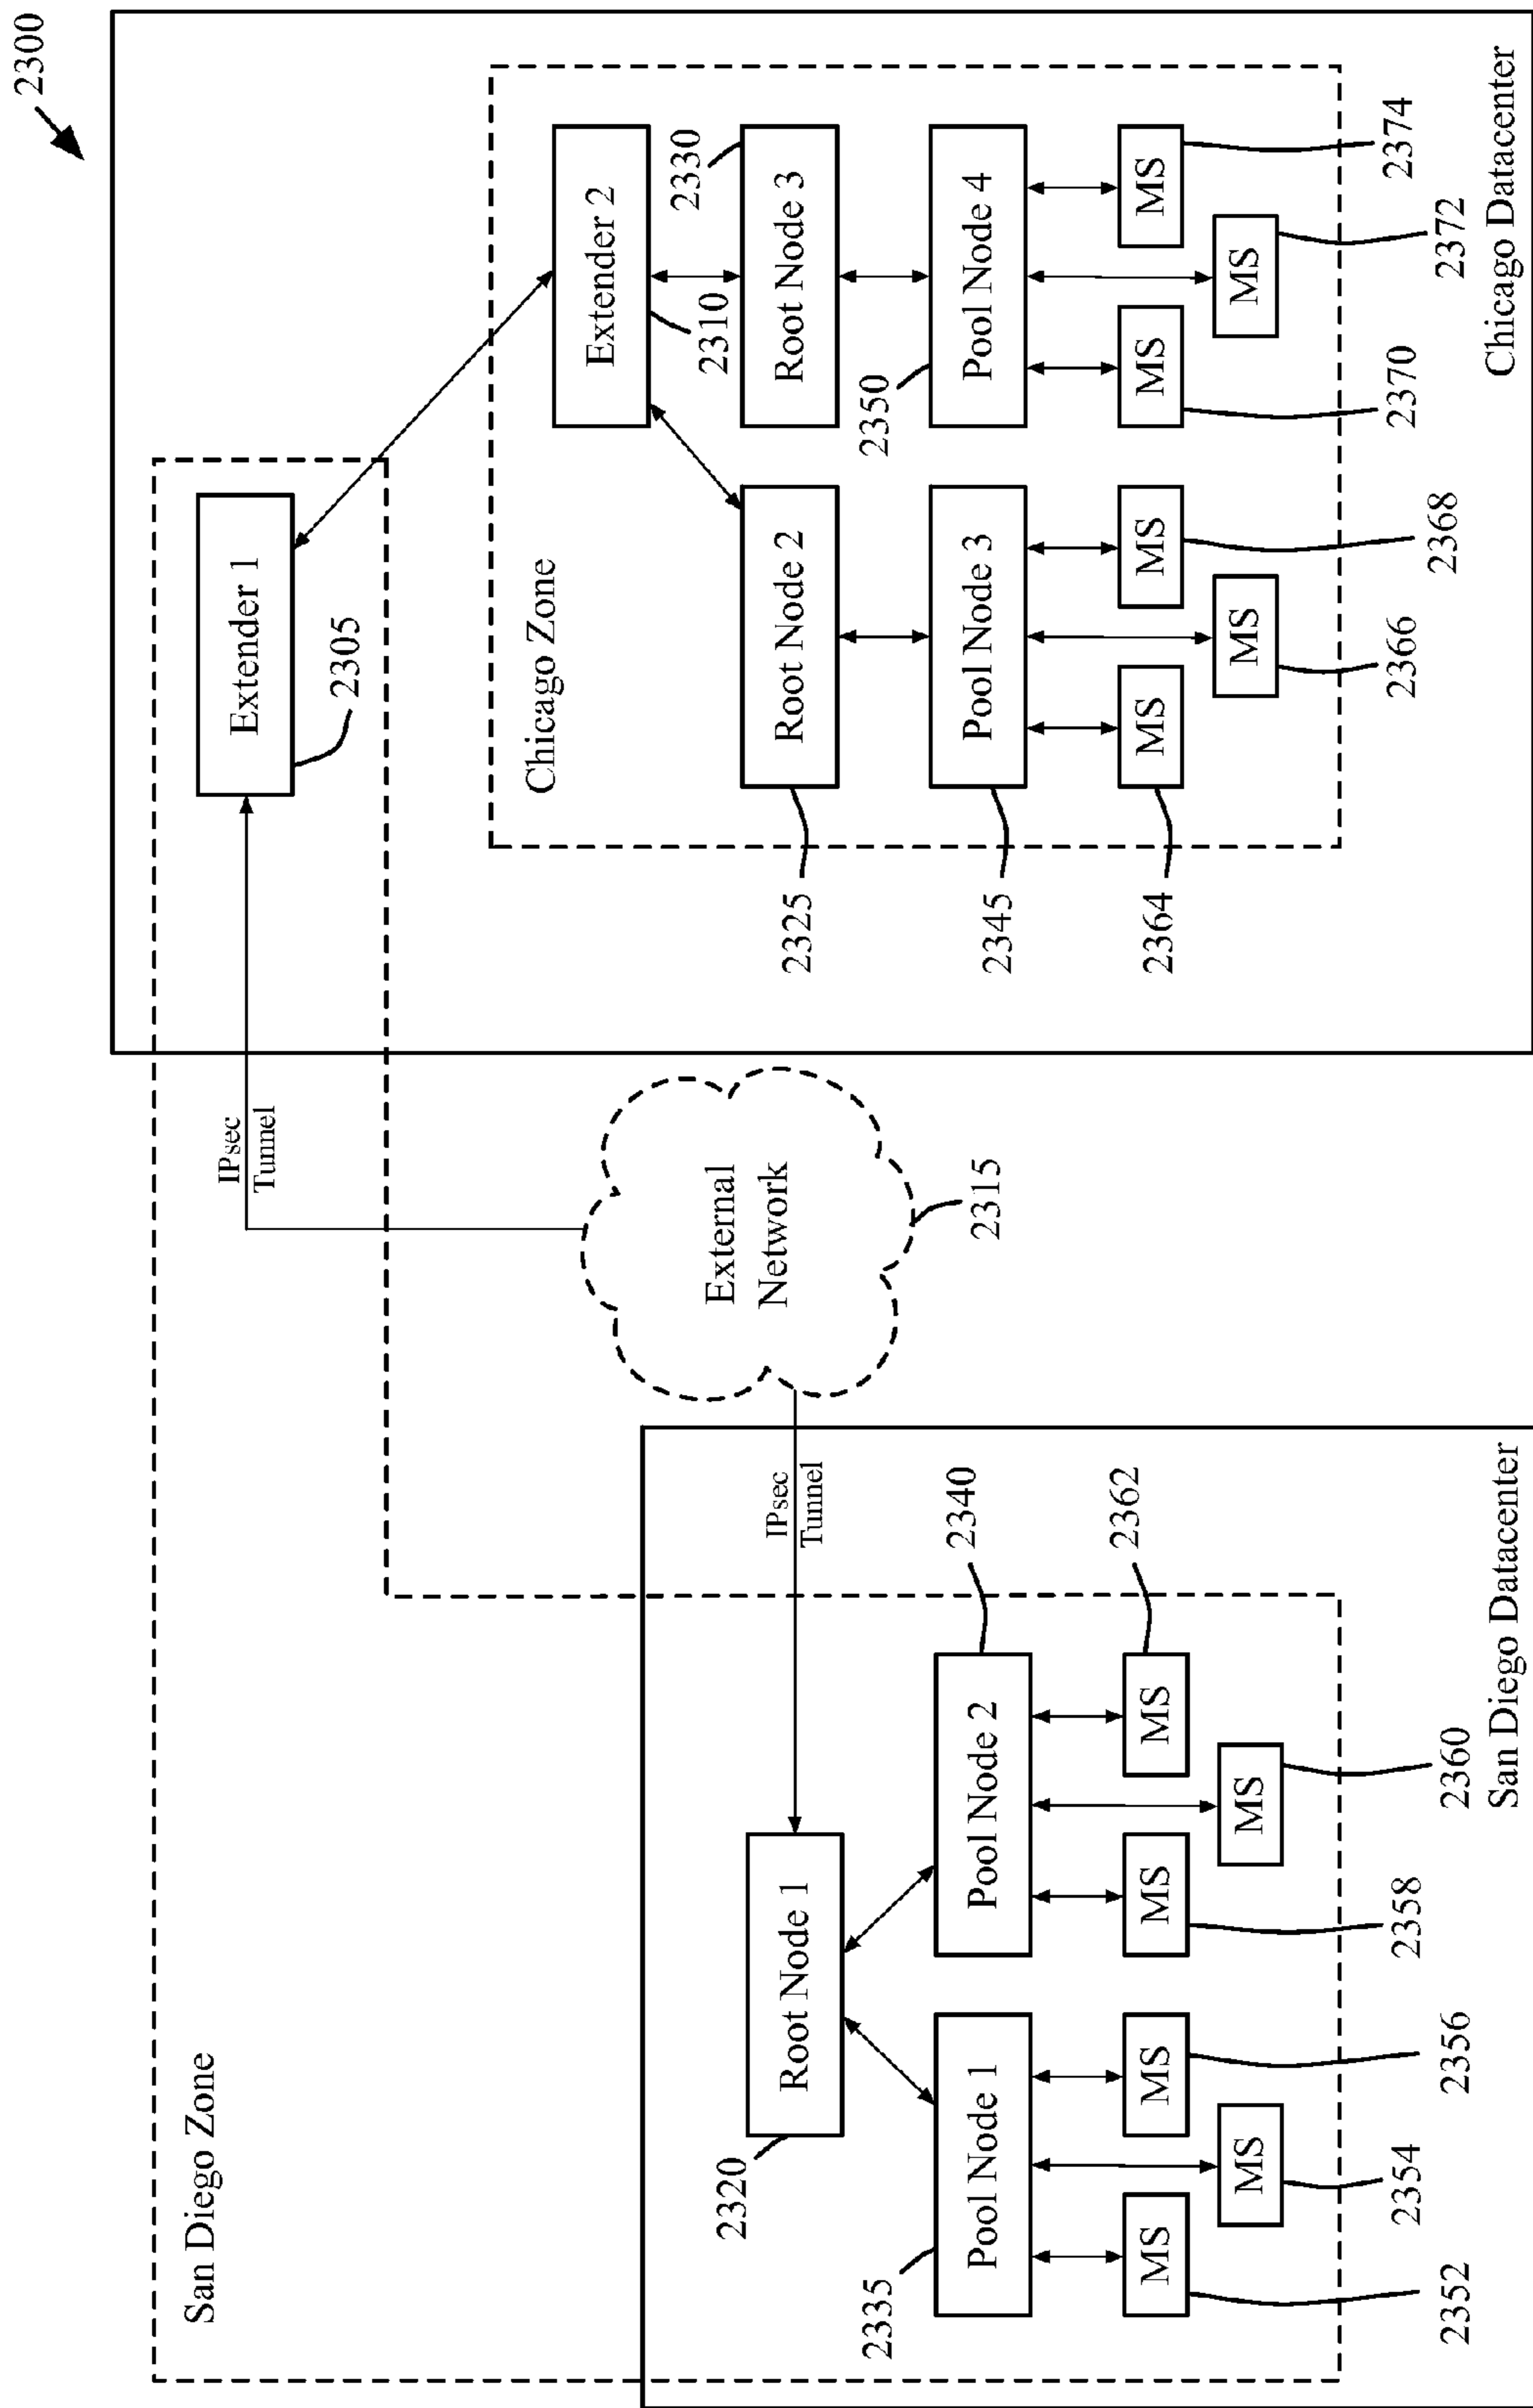 2300
San Diego Zone
Extender 1
2305
IPsec
Tunnel
Chicago Zone
Extender 2
2310
External
Network
2315
IPsec
Tunnel
Root Node 1
2320
Root Node 2
2325
Root Node 3
2330
Pool Node 1
2335
Pool Node 2
2340
Pool Node 3
2345
Pool Node 4
2350
MS
MS
MS
MS
MS
MS
MS
MS
MS
MS
MS
MS
2352
2354
2356
2358
2360
2362
2364
2366
2368
2370
2372
2374
San Diego Datacenter
Chicago Datacenter